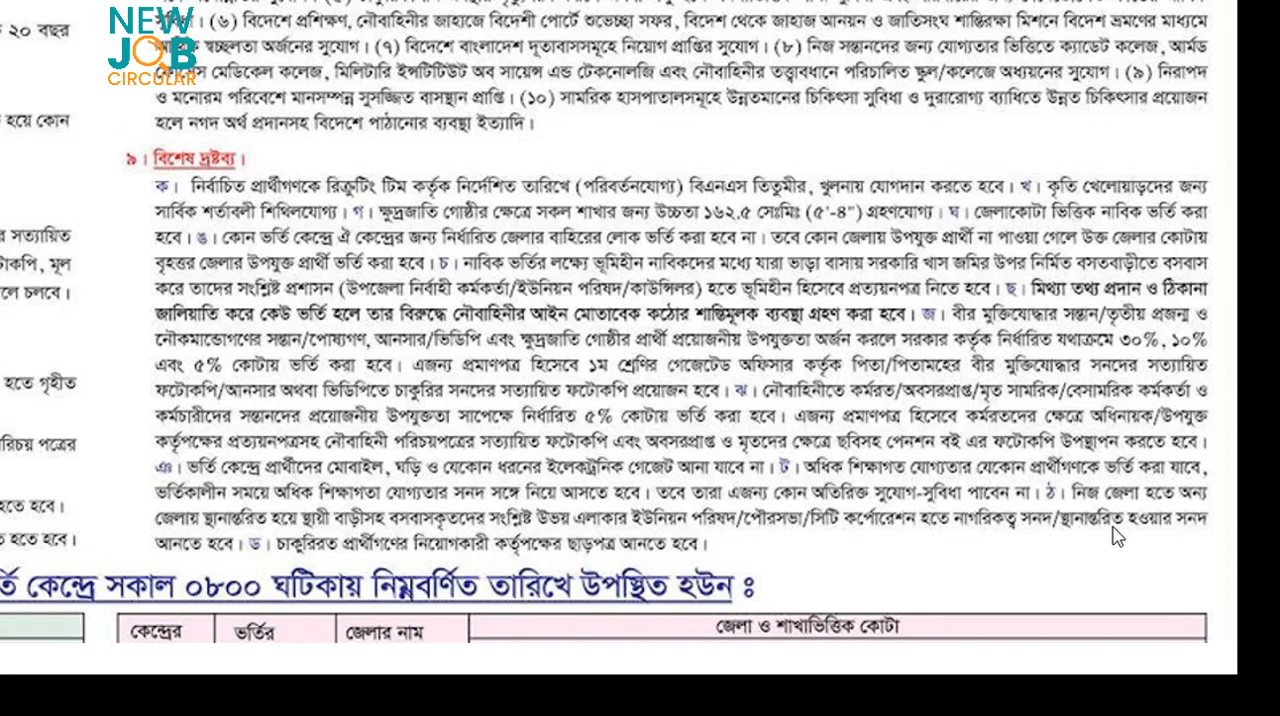 NEW
JOB
CIRCULAR
২০ বছর
হয়ে কোন
র সত্যায়িত
টাকপি, মূল
লে চলবে।
হতে গৃহীত
রিচয় পত্রের
হতে হবে।
ত হতে হবে।
(৬) বিদেশে প্রশিক্ষণ, নৌবাহিনীর জাহাজে বিদেশী পোর্টে শুভেচ্ছা সফর, বিদেশ থেকে জাহাজ আনয়ন ও জাতিসংঘ শান্তিরক্ষা মিশনে বিদেশ ভ্রমণের মাধ্যমে
স্বচ্ছলতা অর্জনের সুযোগ। (৭) বিদেশে বাংলাদেশ দূতাবাসসমূহে নিয়োগ প্রাপ্তির সুযোগ। (৮) নিজ সন্তানদের জন্য যোগ্যতার ভিত্তিতে ক্যাডেট কলেজ, আর্মড
মেডিকেল কলেজ, মিলিটারি ইন্সটিটিউট অব সায়েন্স এন্ড টেকনোলজি এবং নৌবাহিনীর তত্ত্বাবধানে পরিচালিত স্কুল/কলেজে অধ্যয়নের সুযোগ। (৯) নিরাপদ
ও মনোরম পরিবেশে মানসম্পন্ন সুসজ্জিত বাসস্থান প্রাপ্তি। (১০) সামরিক হাসপাতালসমূহে উন্নতমানের চিকিৎসা সুবিধা ও দুরারোগ্য ব্যাধিতে উন্নত চিকিৎসার প্রয়োজন
হলে নগদ অর্থ প্রদানসহ বিদেশে পাঠানোর ব্যবস্থা ইত্যাদি।
৯। বিশেষ দ্রষ্টব্য।
ক। নির্বাচিত প্রার্থীগণকে রিক্রুটিং টিম কর্তৃক নির্দেশিত তারিখে (পরিবর্তনযোগ্য) বিএনএস তিতুমীর, খুলনায় যোগদান করতে হবে। খ। কৃতি খেলোয়াড়দের জন্য
সার্বিক শর্তাবলী শিথিলযোগ্য। গ। ক্ষুদ্রজাতি গোষ্ঠীর ক্ষেত্রে সকল শাখার জন্য উচ্চতা ১৬২.৫ সেঃমিঃ (৫'-4") গ্রহণযোগ্য। ঘ। জেলাকোটা ভিত্তিক নাবিক ভর্তি করা
হবে। ঙ। কোন ভর্তি কেন্দ্রে ঐ কেন্দ্রের জন্য নির্ধারিত জেলার বাহিরের লোক ভর্তি করা হবে না। তবে কোন জেলায় উপযুক্ত প্রার্থী না পাওয়া গেলে উক্ত জেলার কোটায়
বৃহত্তর জেলার উপযুক্ত প্রার্থী ভর্তি করা হবে। চ। নাবিক ভর্তির লক্ষ্যে ভূমিহীন নাবিকদের মধ্যে যারা ভাড়া বাসায় সরকারি খাস জমির উপর নির্মিত বসতবাড়ীতে বসবাস
করে তাদের সংশ্লিষ্ট প্রশাসন (উপজেলা নির্বাহী কর্মকর্তা/ইউনিয়ন পরিষদ/কাউন্সিলর) হতে ভূমিহীন হিসেবে প্রত্যয়নপত্র নিতে হবে। ছ। মিথ্যা তথ্য প্রদান ও ঠিকানা
জালিয়াতি করে কেউ ভর্তি হলে তার বিরুদ্ধে নৌবাহিনীর আইন মোতাবেক কঠোর শাস্তিমূলক ব্যবস্থা গ্রহণ করা হবে। জ। বীর মুক্তিযোদ্ধার সন্তান/তৃতীয় প্রজন্ম ও
নৌকমান্ডোগণের সন্তান/পোষ্যগণ, আনসার/ভিডিপি এবং ক্ষুদ্রজাতি গোষ্ঠীর প্রার্থী প্রয়োজনীয় উপযুক্ততা অর্জন করলে সরকার কর্তৃক নির্ধারিত যথাক্রমে ৩০%, ১০%
এবং ৫% কোটায় ভর্তি করা হবে। এজন্য প্রমাণপত্র হিসেবে ১ম শ্রেণির গেজেটেড অফিসার কর্তৃক পিতা/পিতামহের বীর মুক্তিযোদ্ধার সনদের সত্যায়িত
ফটোকপি/আনসার অথবা ভিডিপিতে চাকুরির সনদের সত্যায়িত ফটোকপি প্রয়োজন হবে। ঝ। নৌবাহিনীতে কর্মরত/অবসরপ্রাপ্ত/মৃত সামরিক/বেসামরিক কর্মকর্তা ও
কর্মচারীদের সন্তানদের প্রয়োজনীয় উপযুক্ততা সাপেক্ষে নির্ধারিত ৫% কোটায় ভর্তি করা হবে। এজন্য প্রমাণপত্র হিসেবে কর্মরতদের ক্ষেত্রে অধিনায়ক/উপযুক্ত
কর্তৃপক্ষের প্রত্যয়নপত্রসহ নৌবাহিনী পরিচয়পত্রের সত্যায়িত ফটোকপি এবং অবসরপ্রাপ্ত ও মৃতদের ক্ষেত্রে ছবিসহ পেনশন বই এর ফটোকপি উপস্থাপন করতে হবে।
ঞ। ভর্তি কেন্দ্রে প্রার্থীদের মোবাইল, ঘড়ি ও যেকোন ধরনের ইলেকট্রনিক গেজেট আনা যাবে না। ট। অধিক শিক্ষাগত যোগ্যতার যেকোন প্রার্থীগণকে ভর্তি করা যাবে,
ভর্তিকালীন সময়ে অধিক শিক্ষাগতা যোগ্যতার সনদ সঙ্গে নিয়ে আসতে হবে। তবে তারা এজন্য কোন অতিরিক্ত সুযোগ-সুবিধা পাবেন না। ঠ। নিজ জেলা হতে অন্য
জেলায় স্থানান্তরিত হয়ে স্থায়ী বাড়ীসহ বসবাসকৃতদের সংশ্লিষ্ট উভয় এলাকার ইউনিয়ন পরিষদ/পৌরসভা/সিটি কর্পোরেশন হতে নাগরিকত্ব সনদ/স্থানান্তরিত হওয়ার সনদ
আনতে হবে। ড। চাকুরিরত প্রার্থীগণের নিয়োগকারী কর্তৃপক্ষের ছাড়পত্র আনতে হবে।
র্তি কেন্দ্রে সকাল ০৮০০ ঘটিকায় নিম্নবর্ণিত তারিখে উপস্থিত হউন ঃ
কেন্দ্রের ভর্তির জেলার নাম জেলা ও শাখাভিত্তিক কোটা